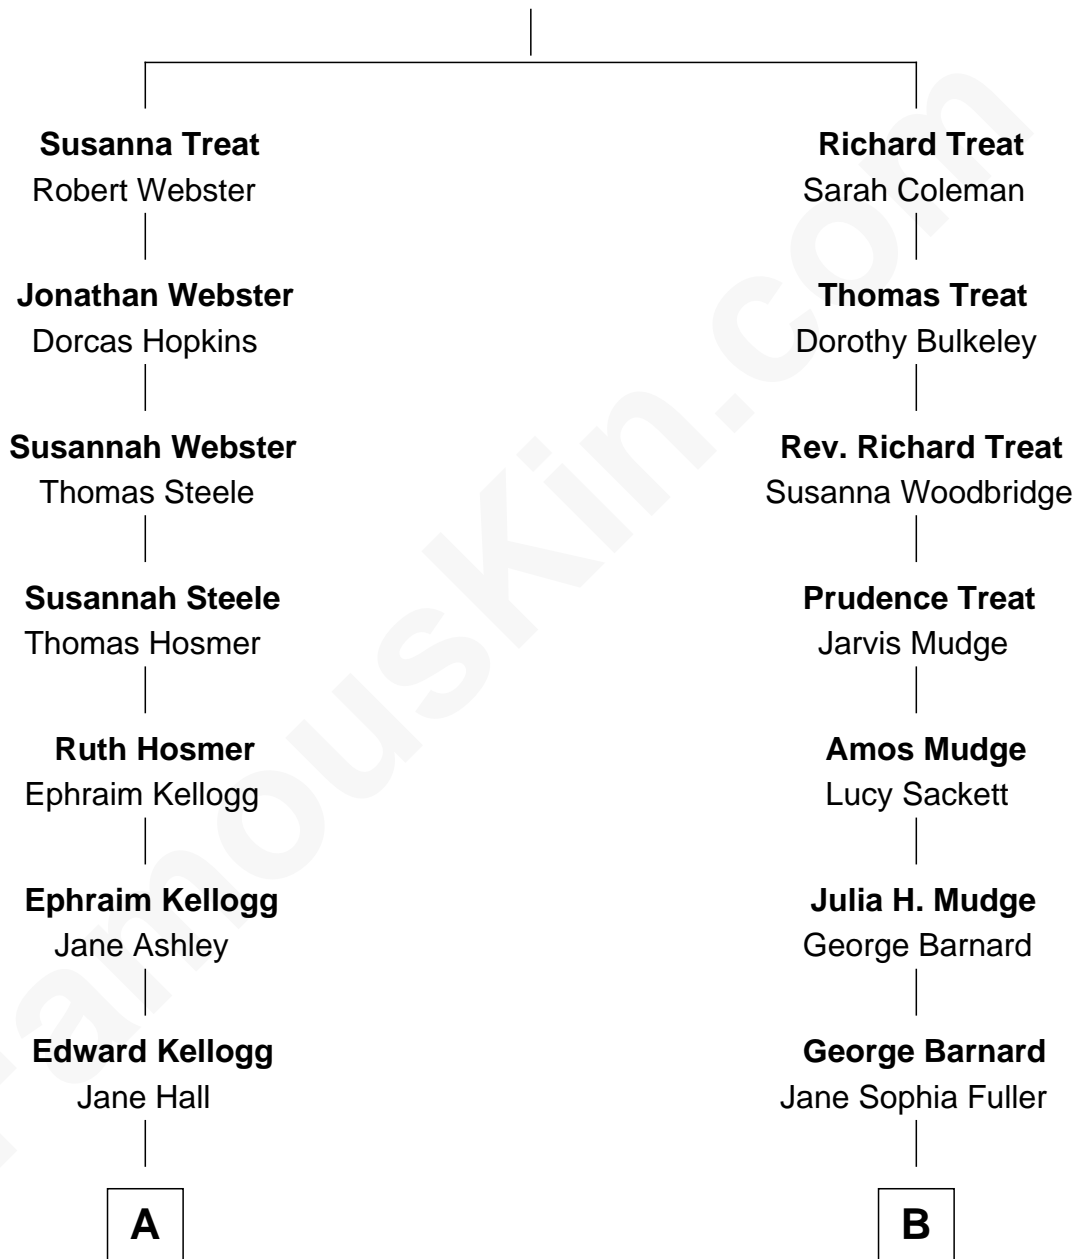 Susanna Treat
Robert Webster
Jonathan Webster
Dorcas Hopkins
Susannah Webster
Thomas Steele
Susannah Steele
Thomas Hosmer
Ruth Hosmer
Ephraim Kellogg
Ephraim Kellogg
Jane Ashley
Edward Kellogg
Jane Hall
A
Richard Treat
Sarah Coleman
Thomas Treat
Dorothy Bulkeley
Rev. Richard Treat
Susanna Woodbridge
Prudence Treat
Jarvis Mudge
Amos Mudge
Lucy Sackett
Julia H. Mudge
George Barnard
George Barnard
Jane Sophia Fuller
B
FamousKin.com